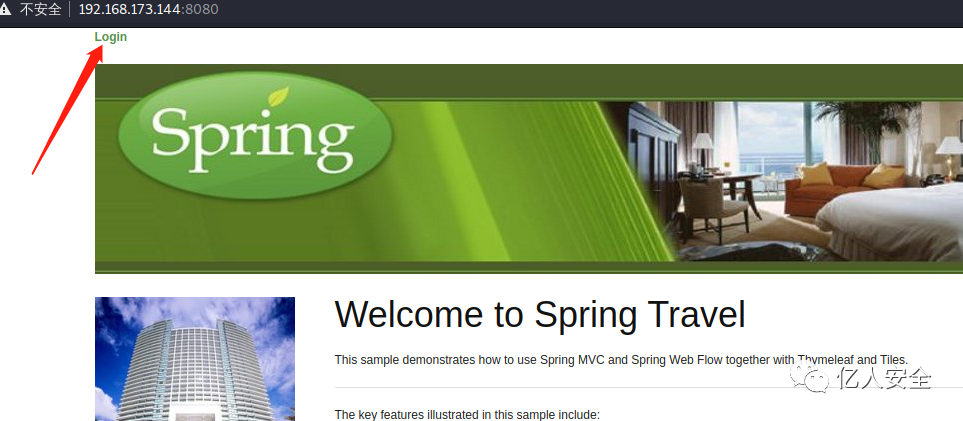 不安全 192.168.173.144:8080
Login
Spring
Welcome to Spring Travel
This sample demonstrates how to use Spring MVC and Spring Web Flow together with Thymeleaf and Tiles.
亿人安全
The key features illustrated in this sample include: